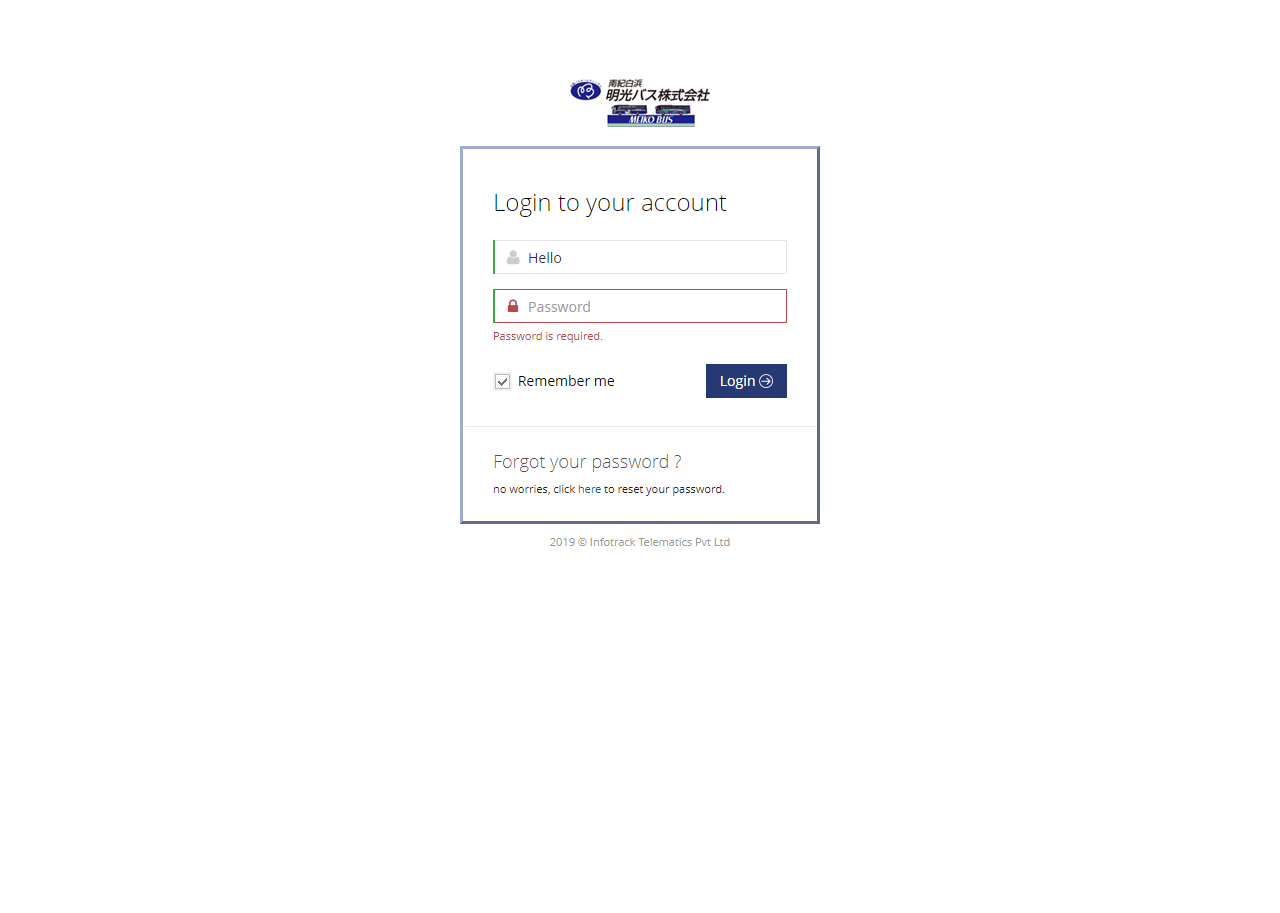 南紀白浜
明光バス株式会社
MEIKO BUS
Login to your account
Hello
Password
Password is required.
Remember me
Login
Forgot your password ?
no worries, click here to reset your password.
2019 © Infotrack Telematics Pvt Ltd